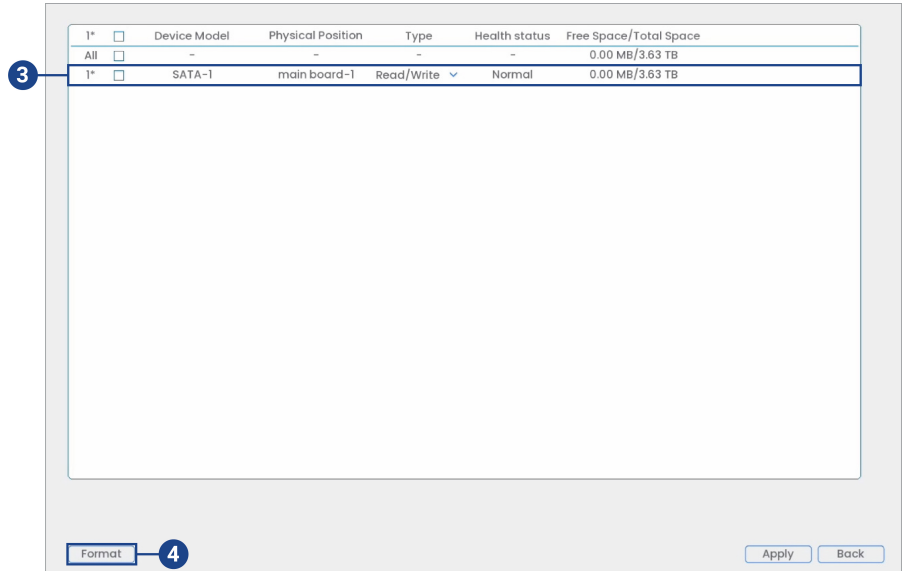 1* Device Model Physical Position Type Health status Free Space/Total Space
All - - - - 0.00 MB/3.63 TB
3 1* SATA-1 main board-1 Read/Write Normal 0.00 MB/3.63 TB
Format 4 Apply Back